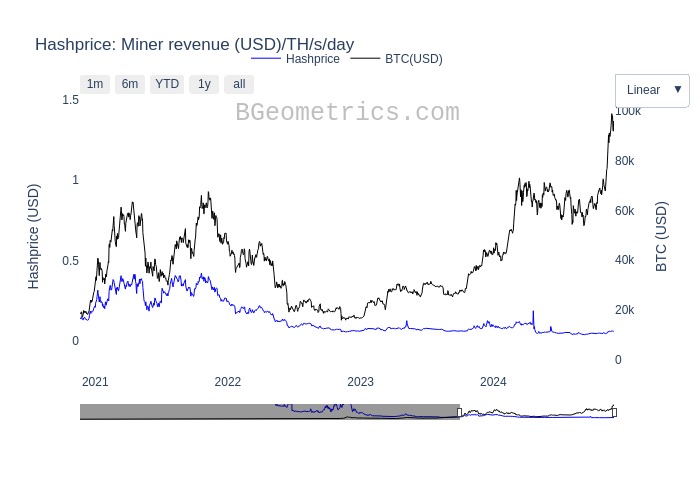 Hashprice: Miner revenue (USD)/TH/s/day
Hashprice BTC(USD)
1m 6m YTD 1y all
Linear ▼
BGeometrics.com
1.5
1
0.5
0
Hashprice (USD)
100k
80k
60k
40k
20k
0
BTC (USD)
2021 2022 2023 2024